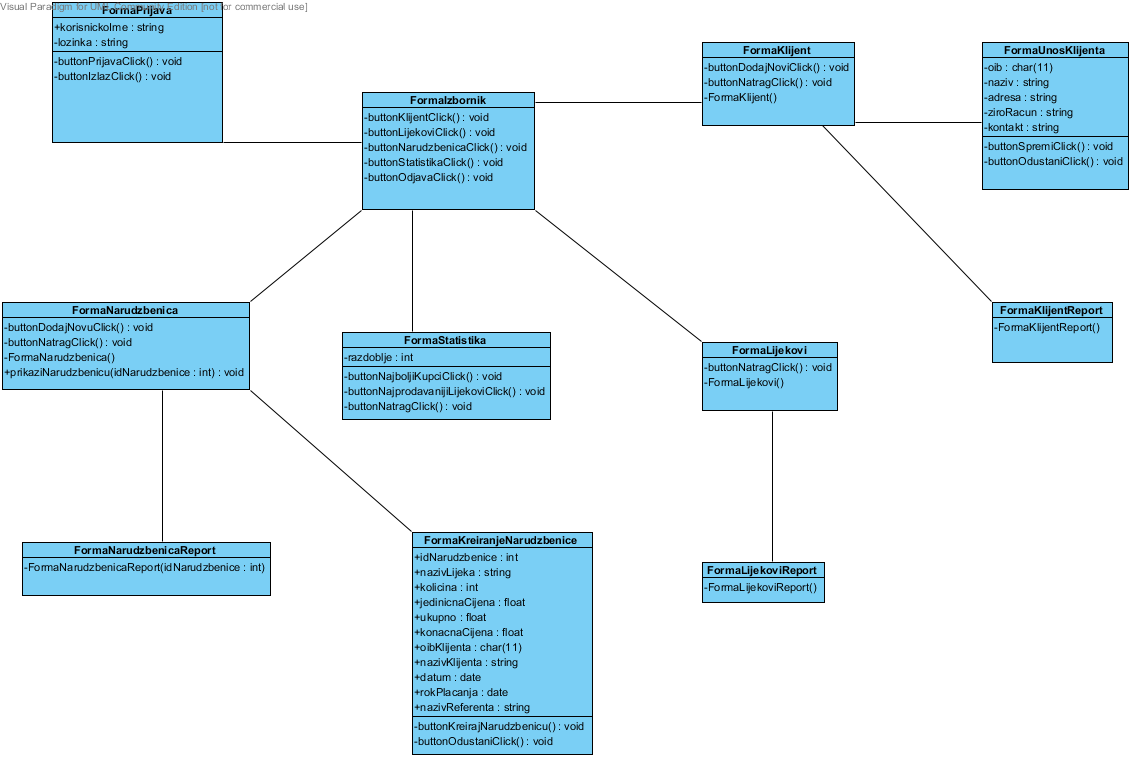 Visual Paradigm for UML Community Edition [not for commercial use]
FormaPrijava
+korisnickoIme : string
-lozinka : string
-buttonPrijavaClick() : void
-buttonIzlazClick() : void
FormaIzbornik
-buttonKlijentClick() : void
-buttonLijekoviClick() : void
-buttonNarudzbenicaClick() : void
-buttonStatistikaClick() : void
-buttonOdjavaClick() : void
FormaKlijent
-buttonDodajNoviClick() : void
-buttonNatragClick() : void
-FormaKlijent()
FormaUnosKlijenta
-oib : char(11)
-naziv : string
-adresa : string
-ziroRacun : string
-kontakt : string
-buttonSpremiClick() : void
-buttonOdustaniClick() : void
FormaNarudzbenica
-buttonDodajNovuClick() : void
-buttonNatragClick() : void
-FormaNarudzbenica()
+prikaziNarudzbenicu(idNarudzbenice : int) : void
FormaStatistika
-razdoblje : int
-buttonNajboljiKupciClick() : void
-buttonNajprodavanijiLijekoviClick() : void
-buttonNatragClick() : void
FormaLijekovi
-buttonNatragClick() : void
-FormaLijekovi()
FormaKlijentReport
-FormaKlijentReport()
FormaNarudzbenicaReport
-FormaNarudzbenicaReport(idNarudzbenice : int)
FormaKreiranjeNarudzbenice
+idNarudzbenice : int
+nazivLijeka : string
+kolicina : int
+jedinicnaCijena : float
+ukupno : float
+konacnaCijena : float
+oibKlijenta : char(11)
+nazivKlijenta : string
+datum : date
+rokPlacanja : date
+nazivReferenta : string
-buttonKreirajNarudzbenicu() : void
-buttonOdustaniClick() : void
FormaLijekoviReport
-FormaLijekoviReport()